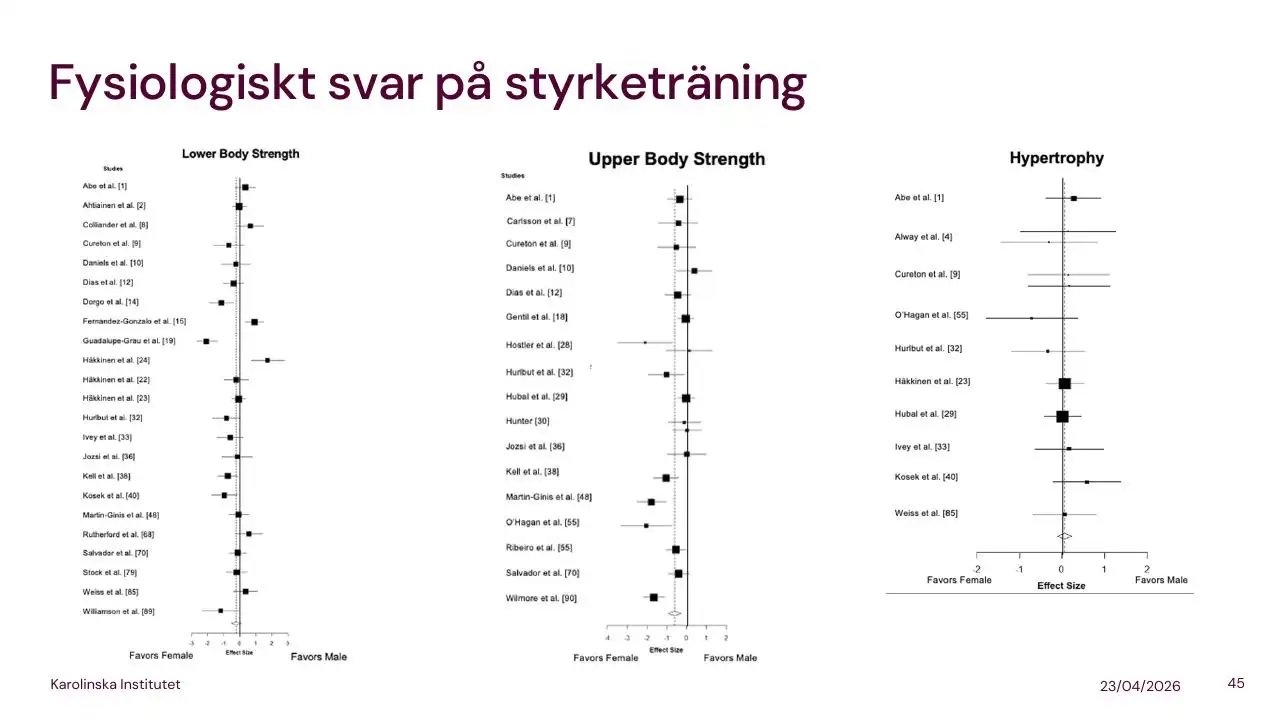 Fysiologiskt svar på styrketräning
Lower Body Strength
Studies
Abe et al. [1]
Ahtiainen et al. [2]
Colliander et al. [8]
Cureton et al. [9]
Daniels et al. [10]
Dias et al. [12]
Dorgo et al. [14]
Fernandez-Gonzalo et al. [15]
Guadalupe-Grau et al. [19]
Häkkinen et al. [24]
Häkkinen et al. [22]
Häkkinen et al. [23]
Hurlbut et al. [32]
Ivey et al. [33]
Jozsi et al. [36]
Kell et al. [38]
Kosek et al. [40]
Martin-Ginis et al. [48]
Rutherford et al. [68]
Salvador et al. [70]
Stock et al. [79]
Weiss et al. [85]
Williamson et al. [89]
-3 -2 -1 0 1 2 3
Effect Size
Favors Female
Favors Male
Upper Body Strength
Studies
Abe et al. [1]
Carlsson et al. [7]
Cureton et al. [9]
Daniels et al. [10]
Dias et al. [12]
Gentil et al. [18]
Hostler et al. [28]
Hurlbut et al. [32]
Hubal et al. [29]
Hunter [30]
Jozsi et al. [36]
Kell et al. [38]
Martin-Ginis et al. [48]
O'Hagan et al. [55]
Ribeiro et al. [55]
Salvador et al. [70]
Wilmore et al. [90]
-4 -3 -2 -1 0 1 2
Effect Size
Favors Female
Favors Male
Hypertrophy
Abe et al. [1]
Alway et al. [4]
Cureton et al. [9]
O'Hagan et al. [55]
Hurlbut et al. [32]
Häkkinen et al. [23]
Hubal et al. [29]
Ivey et al. [33]
Kosek et al. [40]
Weiss et al. [85]
-2 -1 0 1 2
Favors Female
Effect Size
Favors Male
Karolinska Institutet
23/04/2026
45